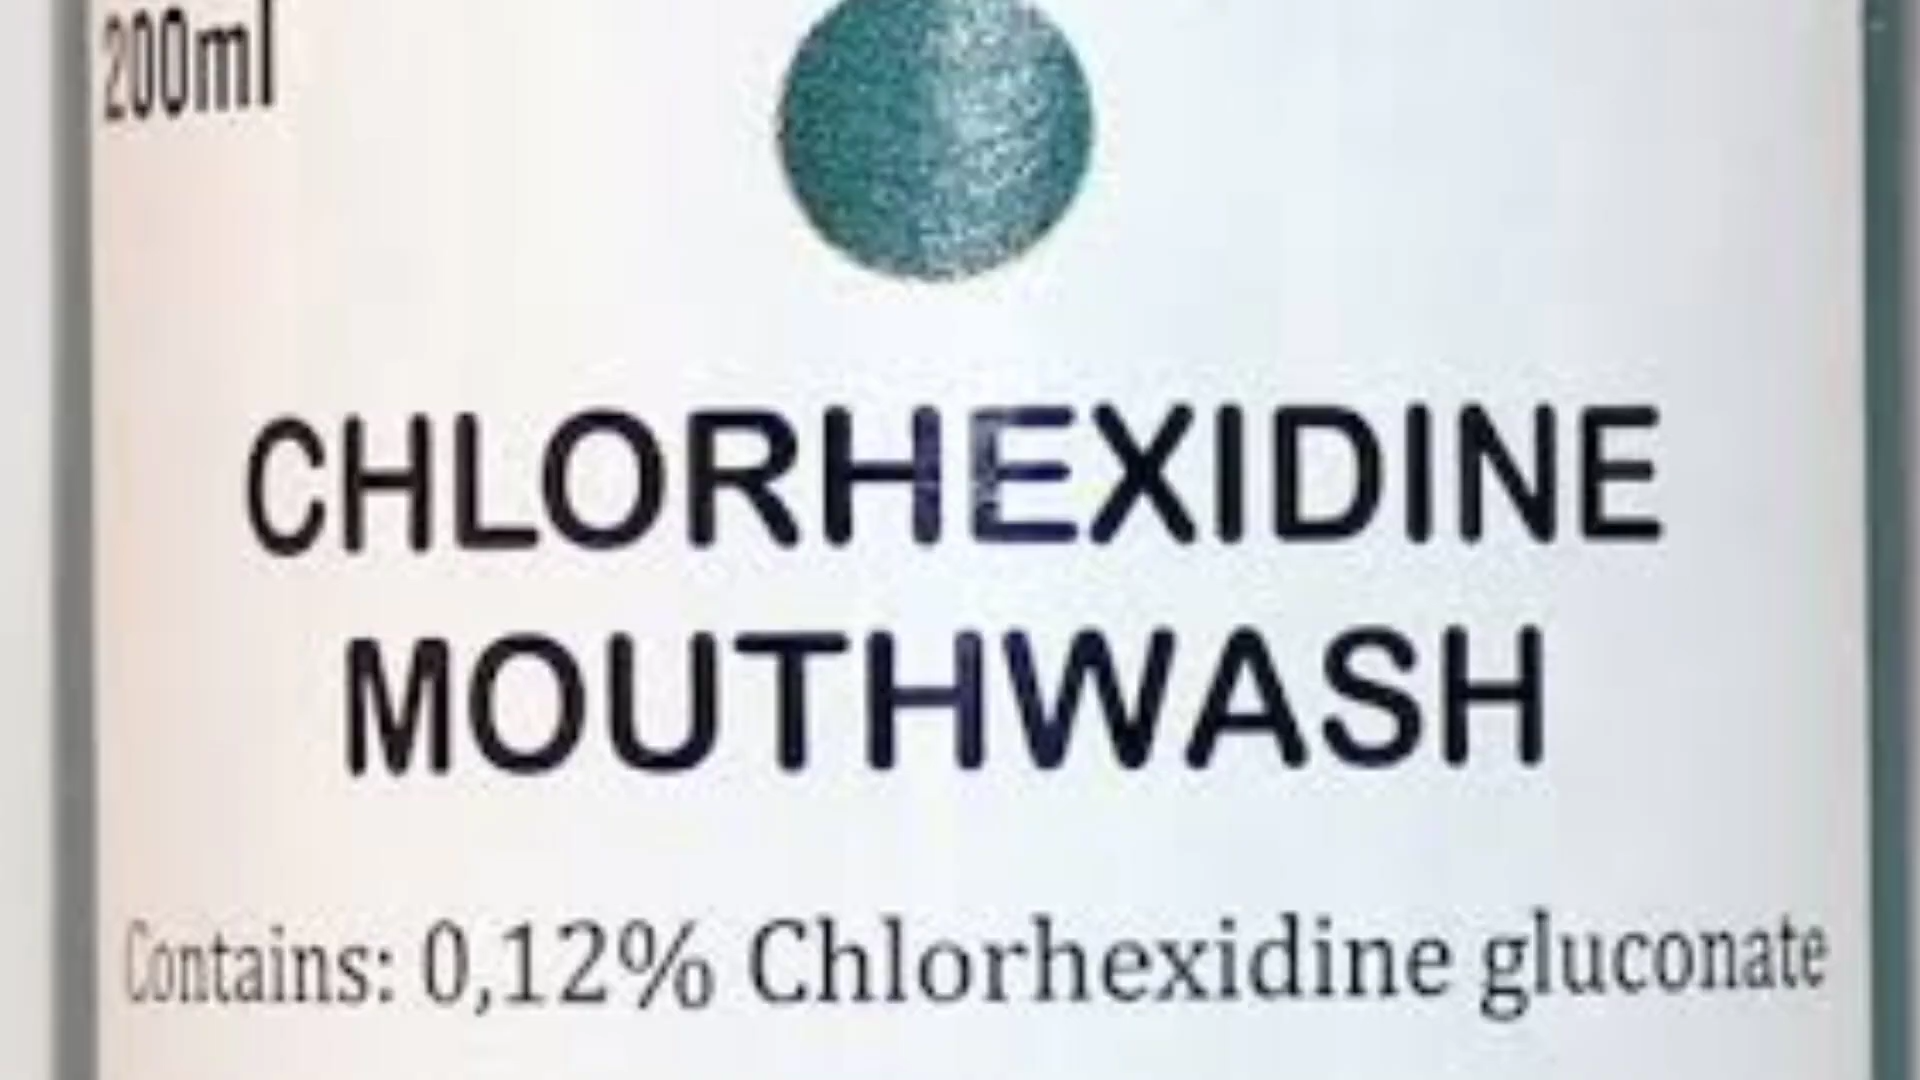 200ml
CHLORHEXIDINE
MOUTHWASH
Contains: 0,12% Chlorhexidine gluconate